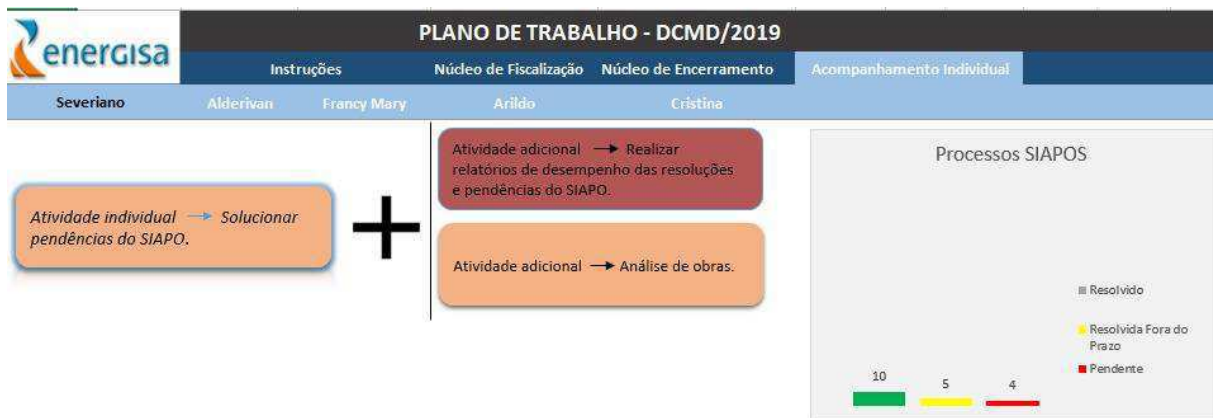 energisa
PLANO DE TRABALHO - DCMD/2019
Instruções Núcleo de Fiscalização Núcleo de Encerramento Acompanhamento Individual
Severiano Alderivan Francy Mary Arildo Cristina
Atividade individual → Solucionar
pendências do SIAPO.
Atividade adicional → Realizar
relatórios de desempenho das resoluções
e pendências do SIAPO.
Atividade adicional → Análise de obras.
Processos SIAPOS
Resolvido
Resolvida Fora do
Prazo
Pendente
10 5 4